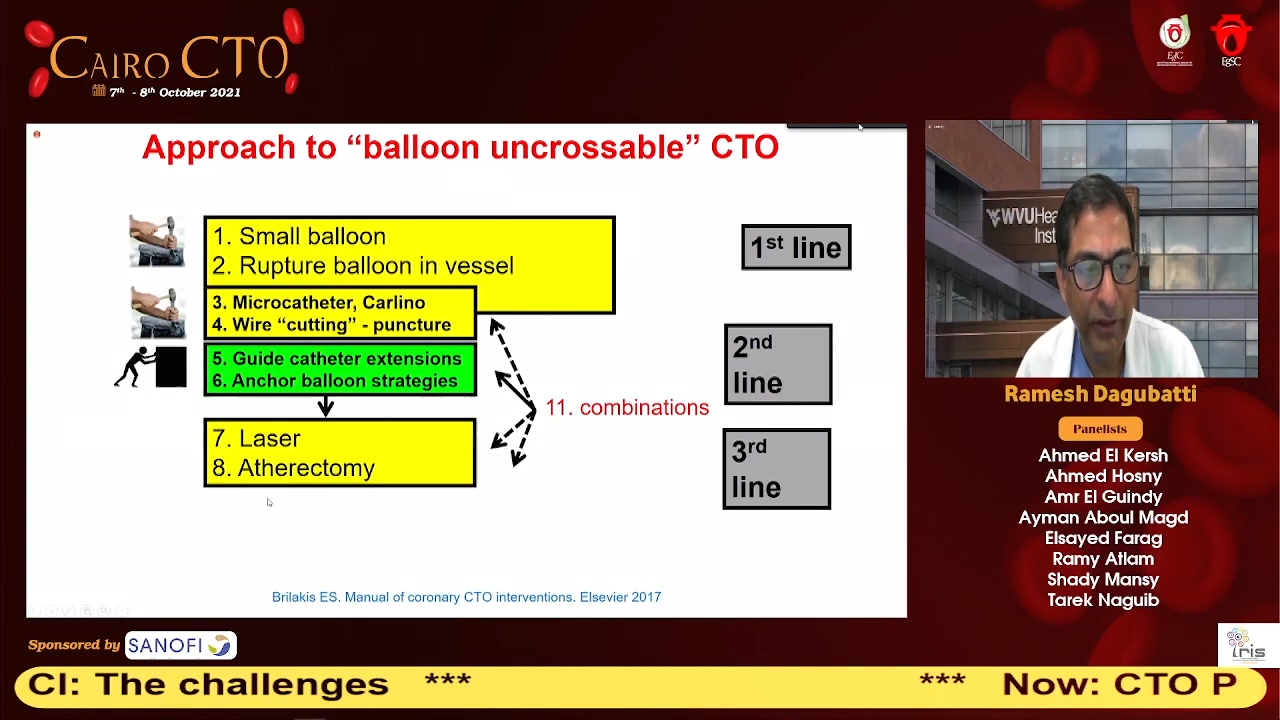 CAIRO CTO
7th - 8th October 2021
EgSC
Approach to “balloon uncrossable” CTO
1. Small balloon
2. Rupture balloon in vessel
3. Microcatheter, Carlino
4. Wire “cutting” - puncture
5. Guide catheter extensions
6. Anchor balloon strategies
7. Laser
8. Atherectomy
11. combinations
1st line
2nd
line
3rd
line
Brilakis ES. Manual of coronary CTO interventions. Elsevier 2017
WVUHea
Inst
Ramesh Dagubatti
Panelists
Ahmed El Kersh
Ahmed Hosny
Amr El Guindy
Ayman Aboul Magd
Elsayed Farag
Ramy Atlam
Shady Mansy
Tarek Naguib
Sponsored by SANOFI
iris
CI: The challenges *** *** Now: CTO P